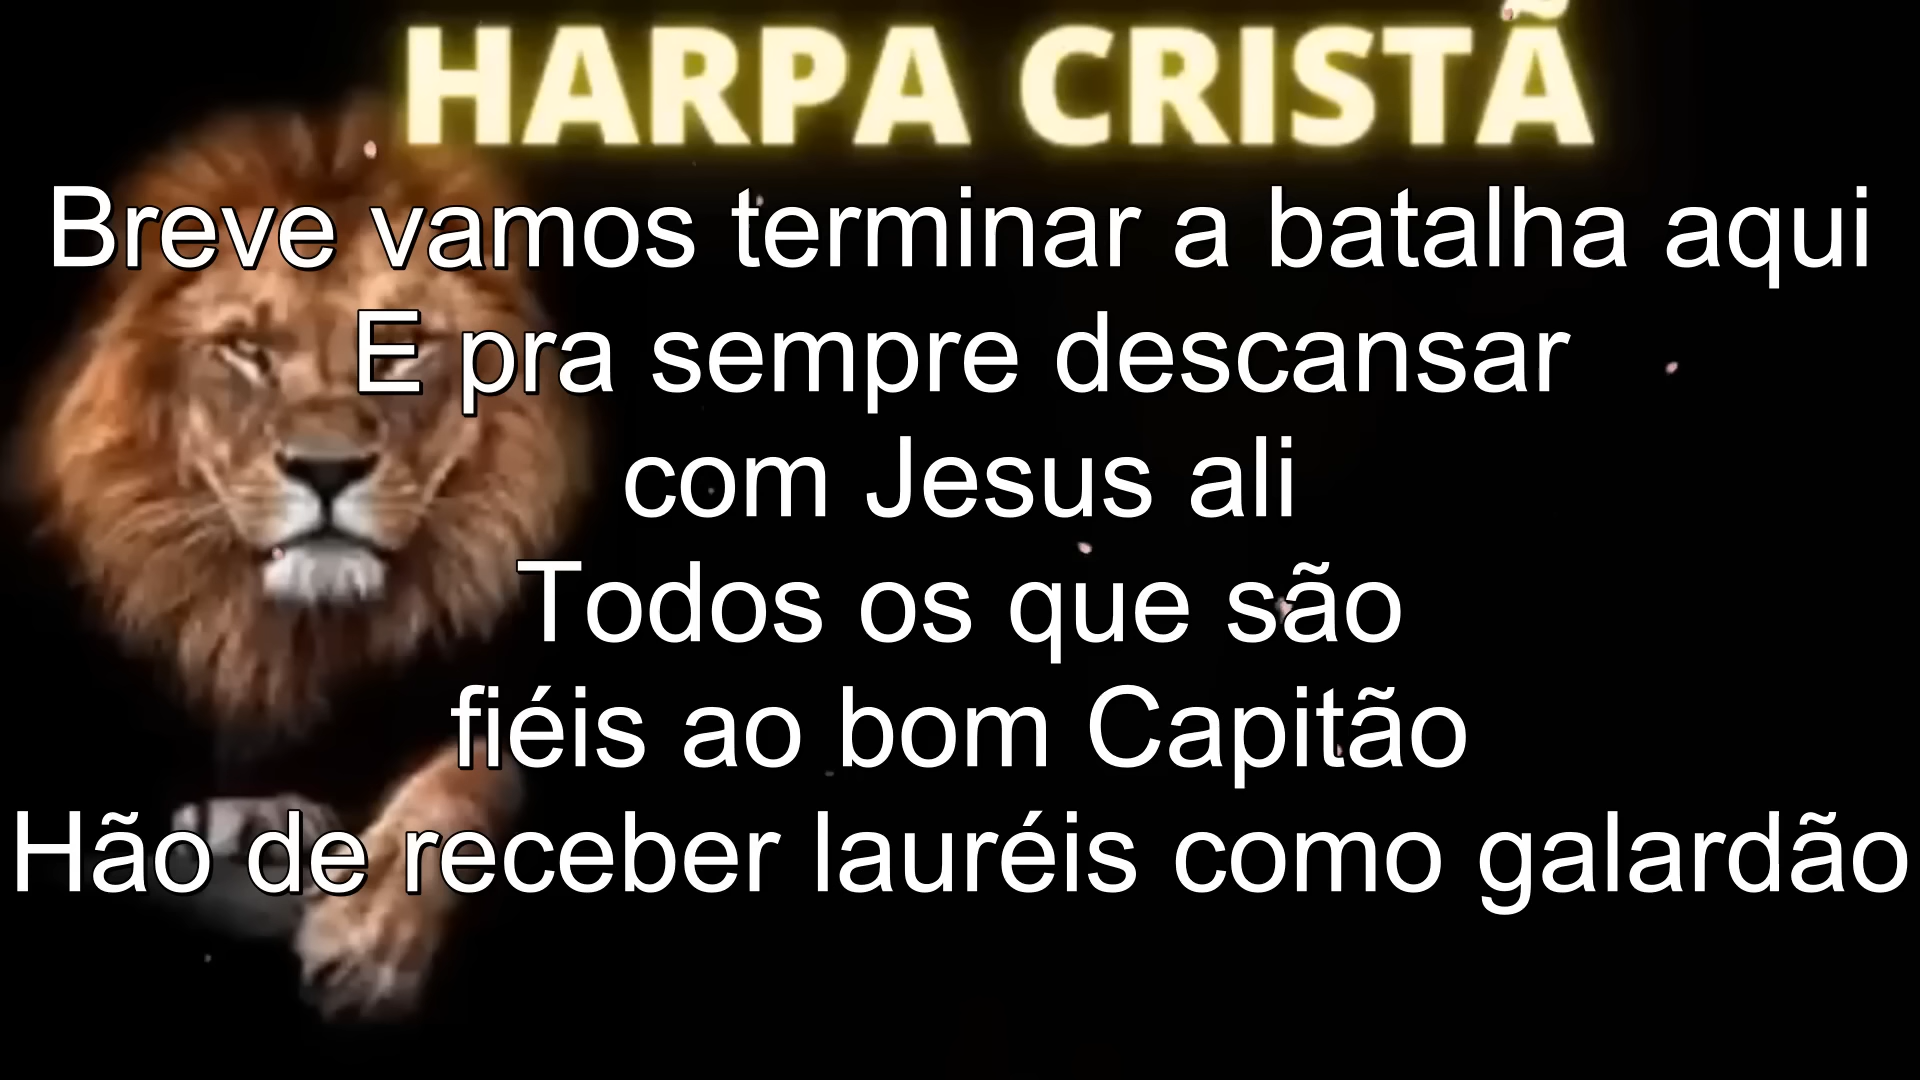 HARPA CRISTÃ
Breve vamos terminar a batalha aqui
E pra sempre descansar
com Jesus ali
Todos os que são
fiéis ao bom Capitão
Hão de receber lauréis como galardão